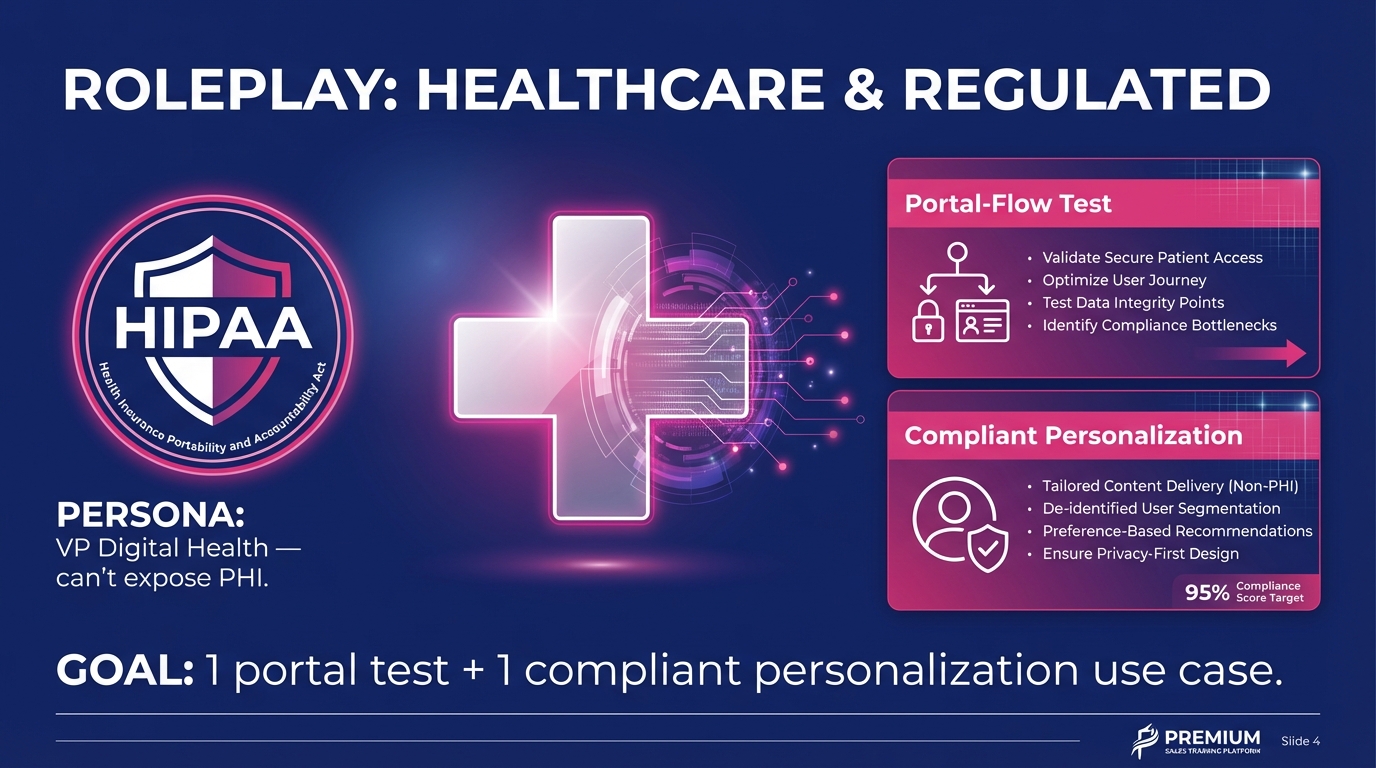 ROLEPLAY: HEALTHCARE & REGULATED
HIPAA
Health Insurance Portability and Accountability Act
PERSONA:
VP Digital Health —
can't expose PHI.
Portal-Flow Test
• Validate Secure Patient Access
• Optimize User Journey
• Test Data Integrity Points
• Identify Compliance Bottlenecks
Compliant Personalization
• Tailored Content Delivery (Non-PHI)
• De-identified User Segmentation
• Preference-Based Recommendations
• Ensure Privacy-First Design
95% Compliance
Score Target
GOAL: 1 portal test + 1 compliant personalization use case.
PREMIUM
SALES TRAINING PLATFORM
Slide 4